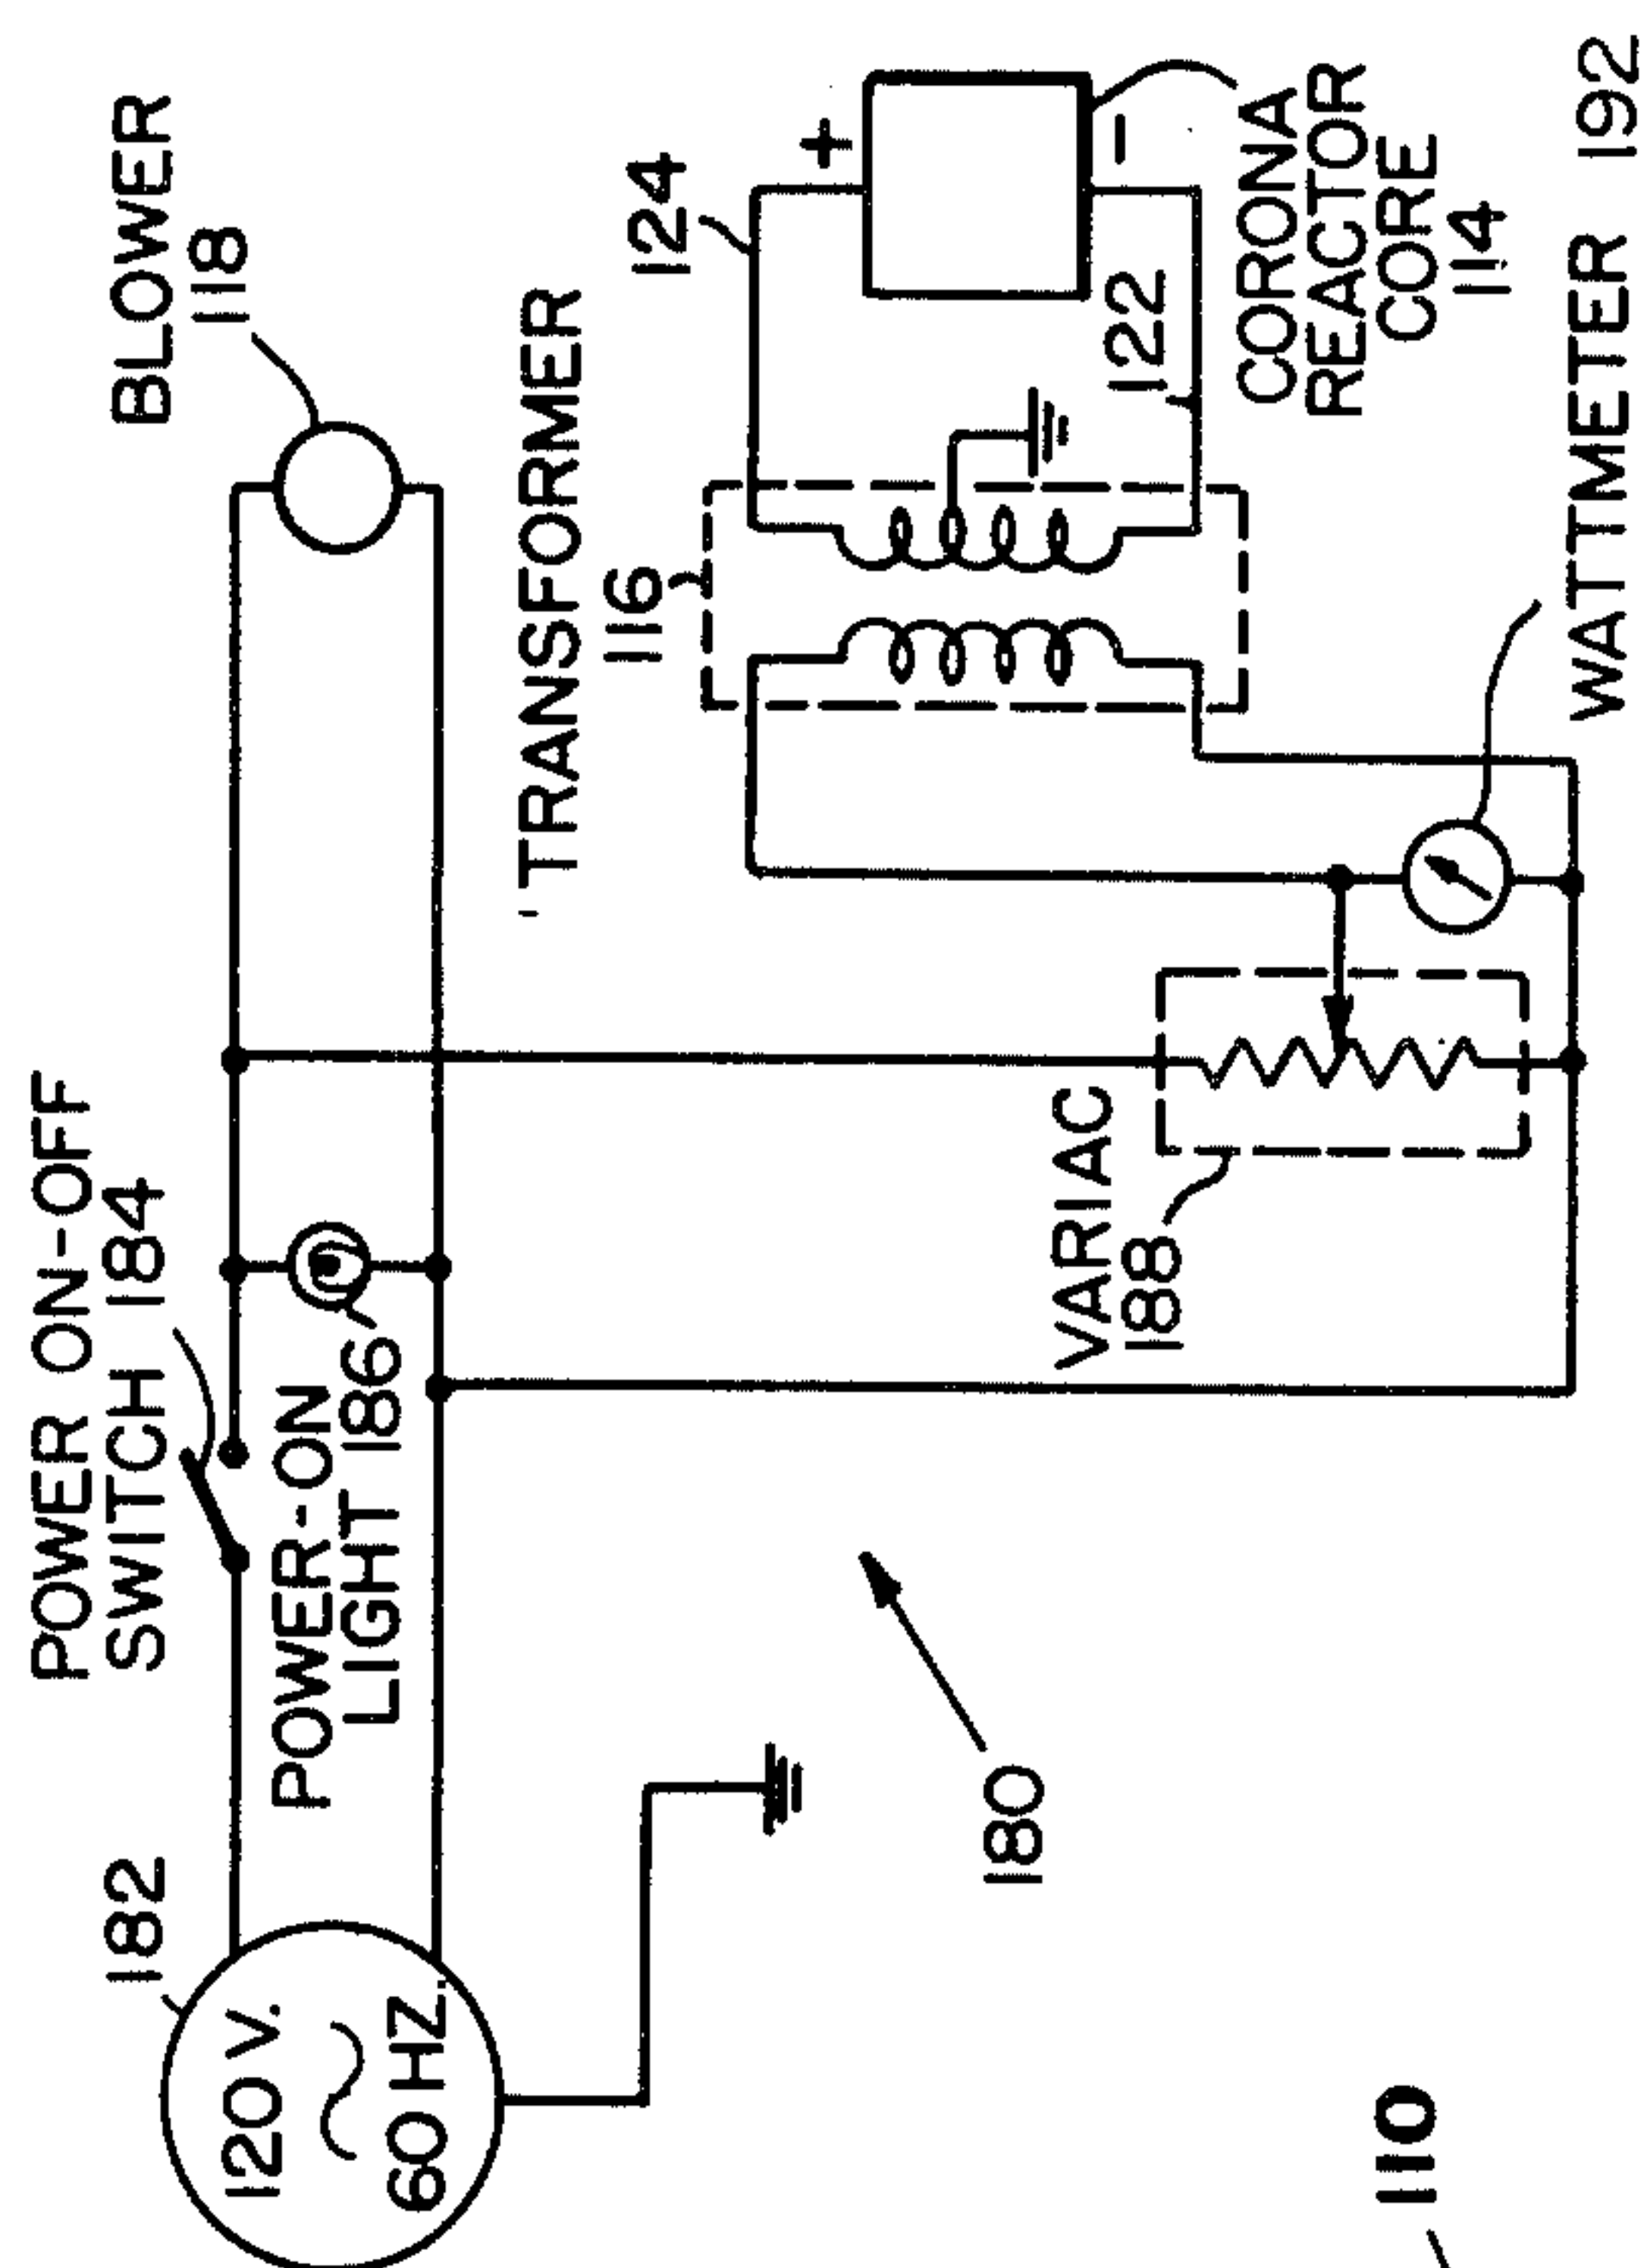 POWER ON-OFF
SWITCH 184
BLOWER
118
182
120 V.
60 HZ.
POWER-ON
LIGHT 186
TRANSFORMER
116
124
+
-
122
CORONA
REACTOR
CORE
114
VARIAC
188
180
WATTMETER 192
110